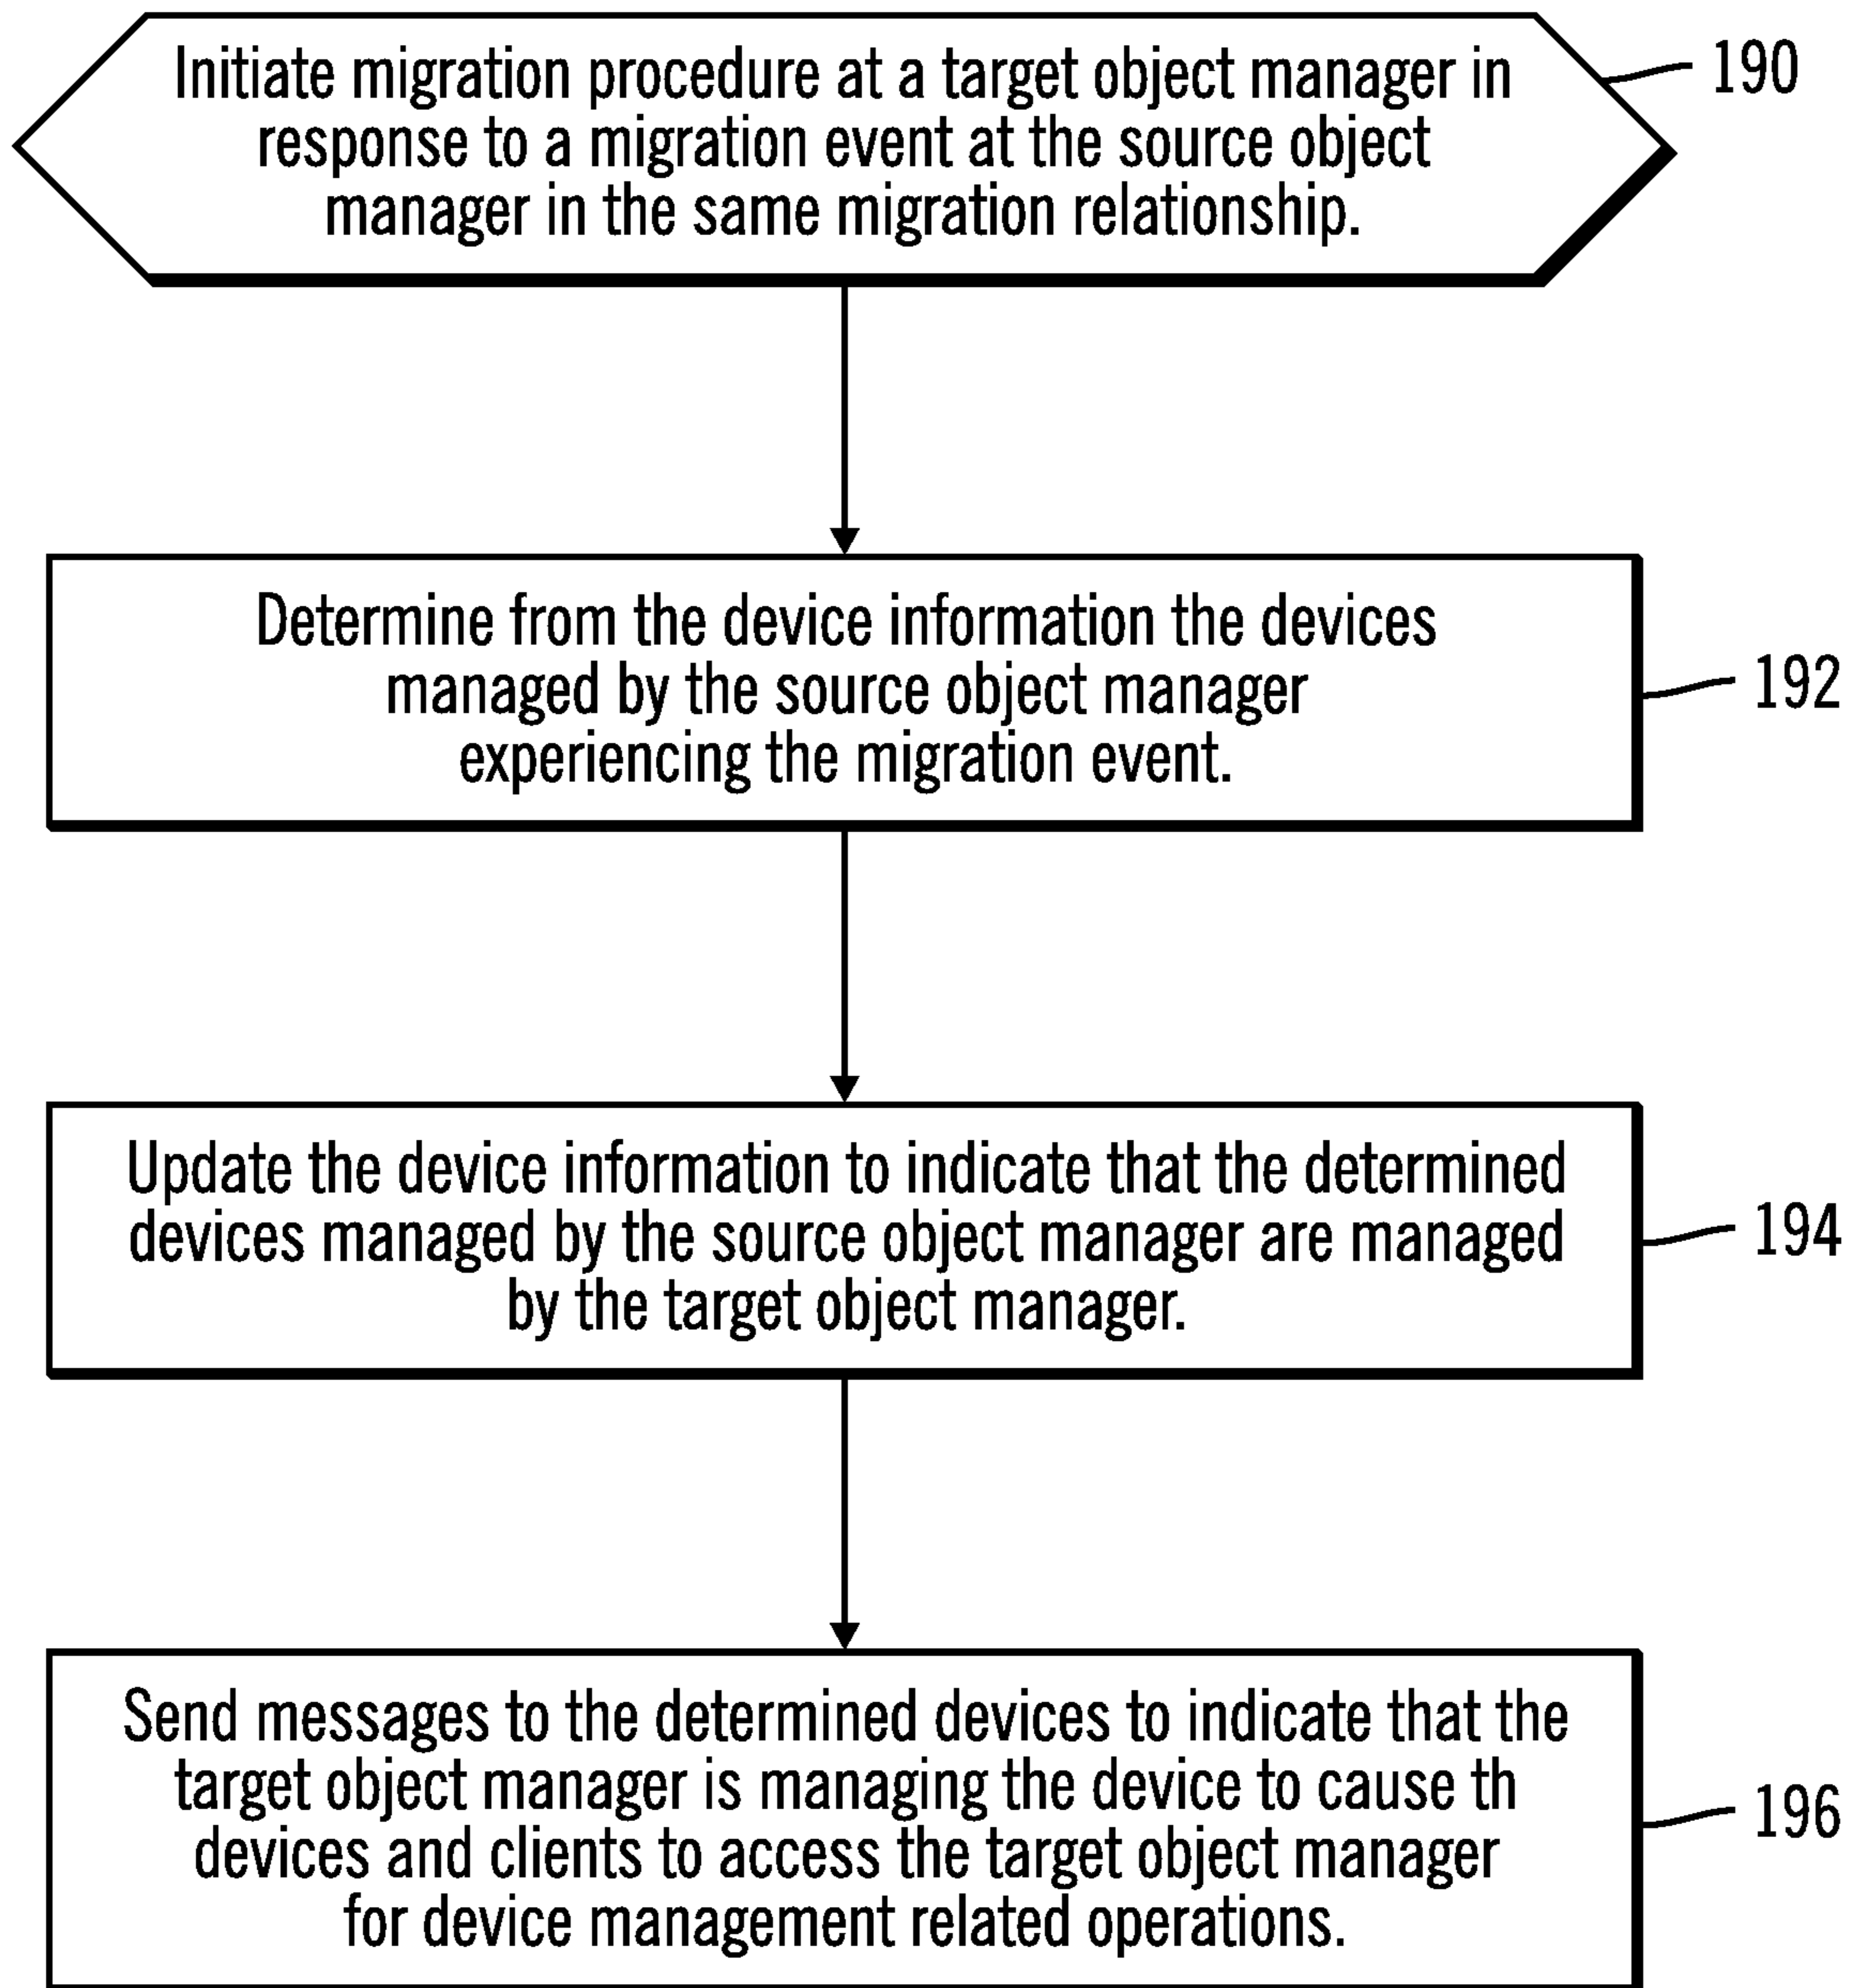 Initiate migration procedure at a target object manager in
response to a migration event at the source object
manager in the same migration relationship.
190
Determine from the device information the devices
managed by the source object manager
experiencing the migration event.
192
Update the device information to indicate that the determined
devices managed by the source object manager are managed
by the target object manager.
194
Send messages to the determined devices to indicate that the
target object manager is managing the device to cause th
devices and clients to access the target object manager
for device management related operations.
196